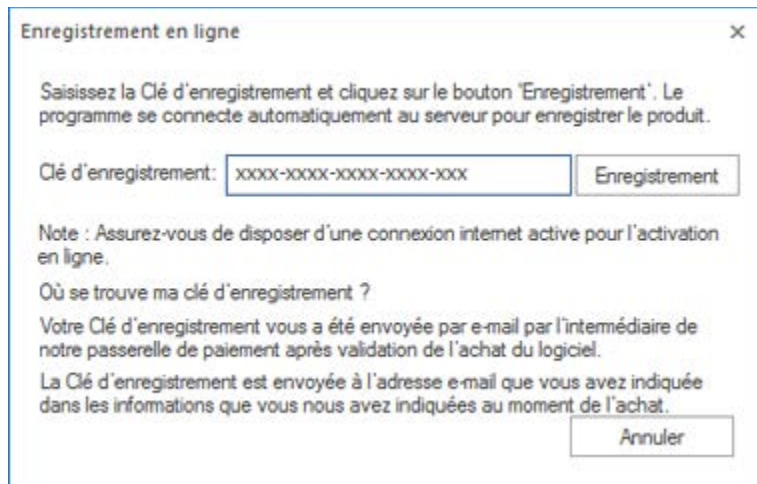 Enregistrement en ligne
Saisissez la Clé d'enregistrement et cliquez sur le bouton 'Enregistrement'. Le
programme se connecte automatiquement au serveur pour enregistrer le produit.
Clé d'enregistrement: xxxx-xxxx-xxxx-xxxx-xxx Enregistrement
Note : Assurez-vous de disposer d'une connexion internet active pour l'activation
en ligne.
Où se trouve ma clé d'enregistrement ?
Votre Clé d'enregistrement vous a été envoyée par e-mail par l'intermédiaire de
notre passerelle de paiement après validation de l'achat du logiciel.
La Clé d'enregistrement est envoyée à l'adresse e-mail que vous avez indiquée
dans les informations que vous nous avez indiquées au moment de l'achat.
Annuler